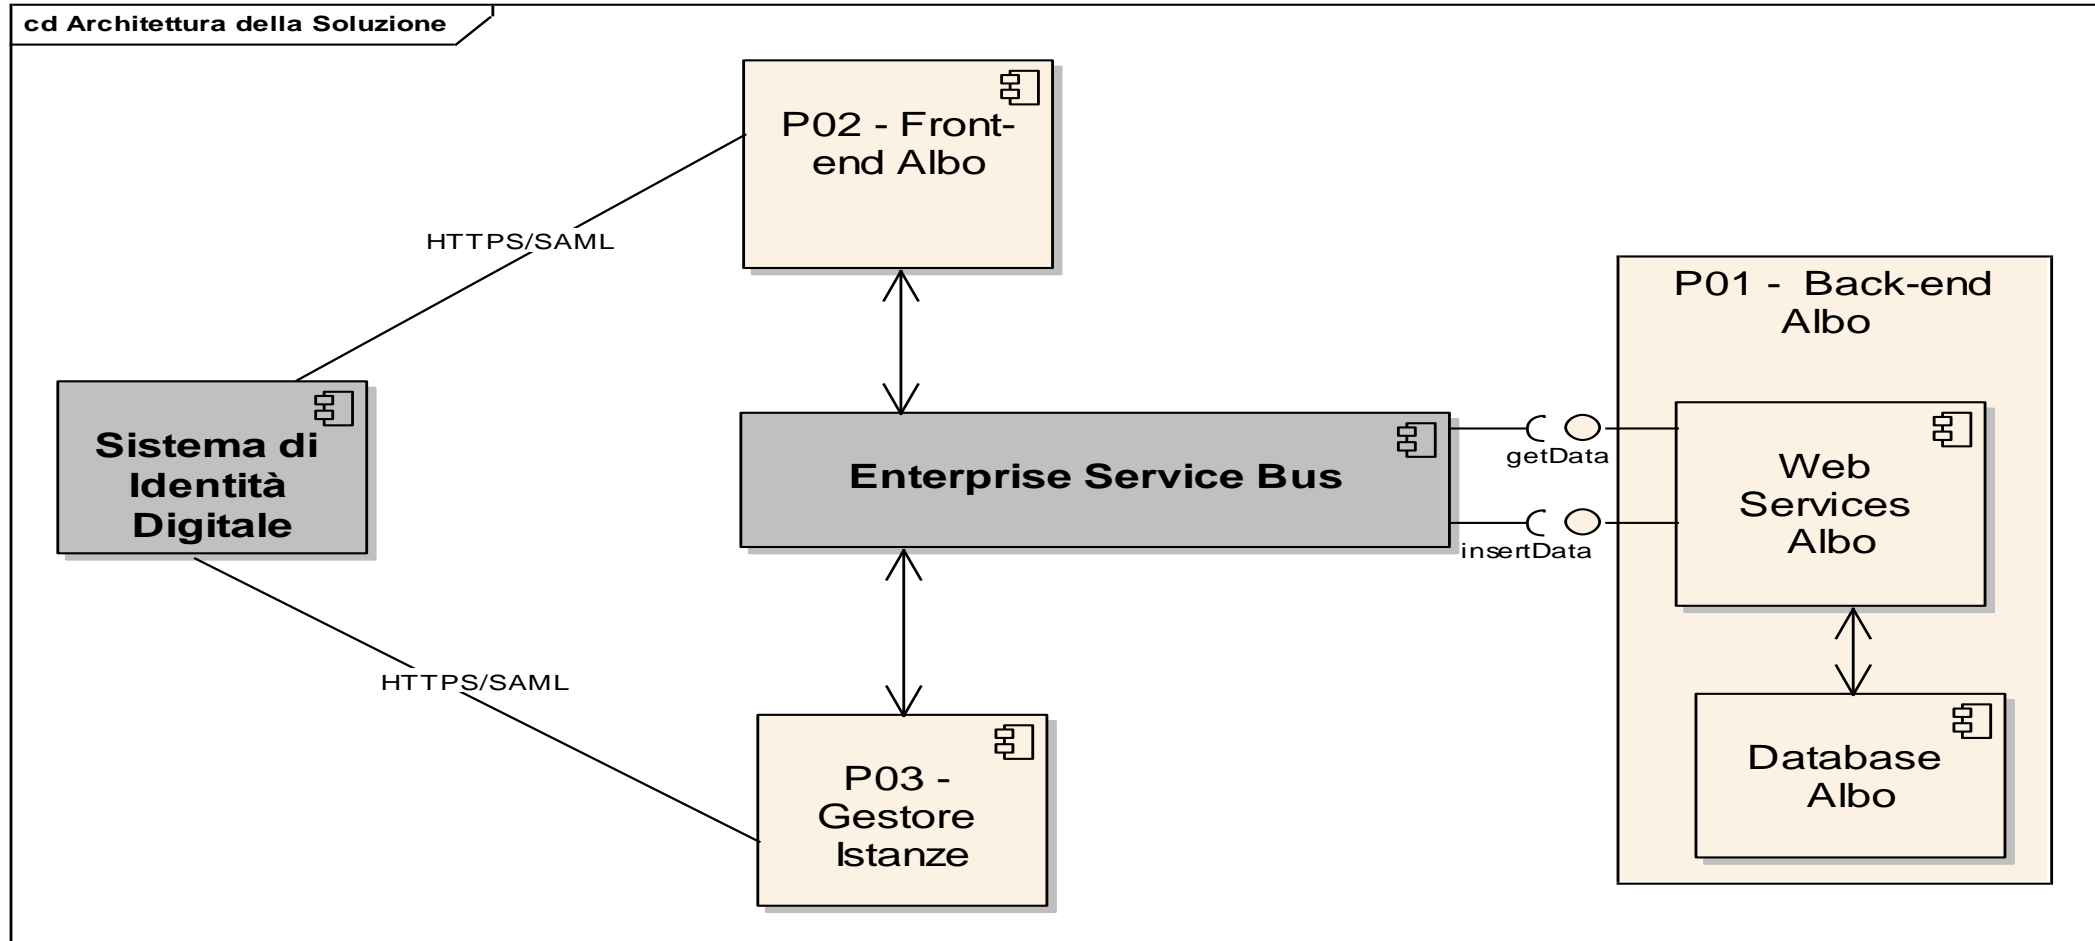 cd Architettura della Soluzione
P02 - Front-
end Albo
HTTPS/SAML
P01 - Back-end
Albo
Sistema di
Identità
Digitale
Enterprise Service Bus
getData
insertData
Web
Services
Albo
HTTPS/SAML
P03 -
Gestore
Istanze
Database
Albo